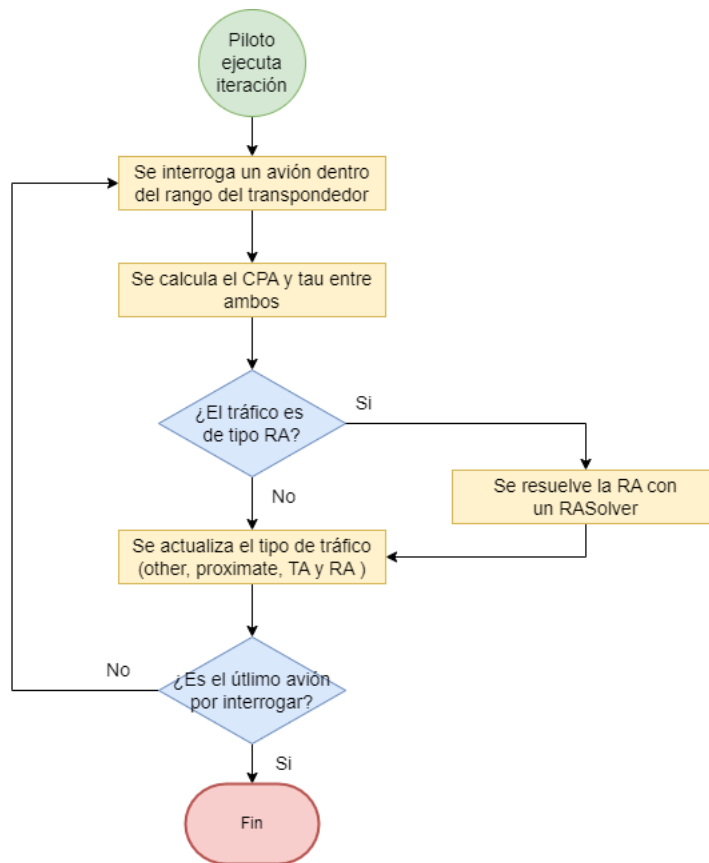 Piloto
ejecuta
iteración
Se interroga un avión dentro
del rango del transpondedor
Se calcula el CPA y tau entre
ambos
¿El tráfico es
de tipo RA?
Si
No
Se resuelve la RA con
un RASolver
Se actualiza el tipo de tráfico
(other, proximate, TA y RA )
¿Es el útlimo avión
por interrogar?
No
Si
Fin